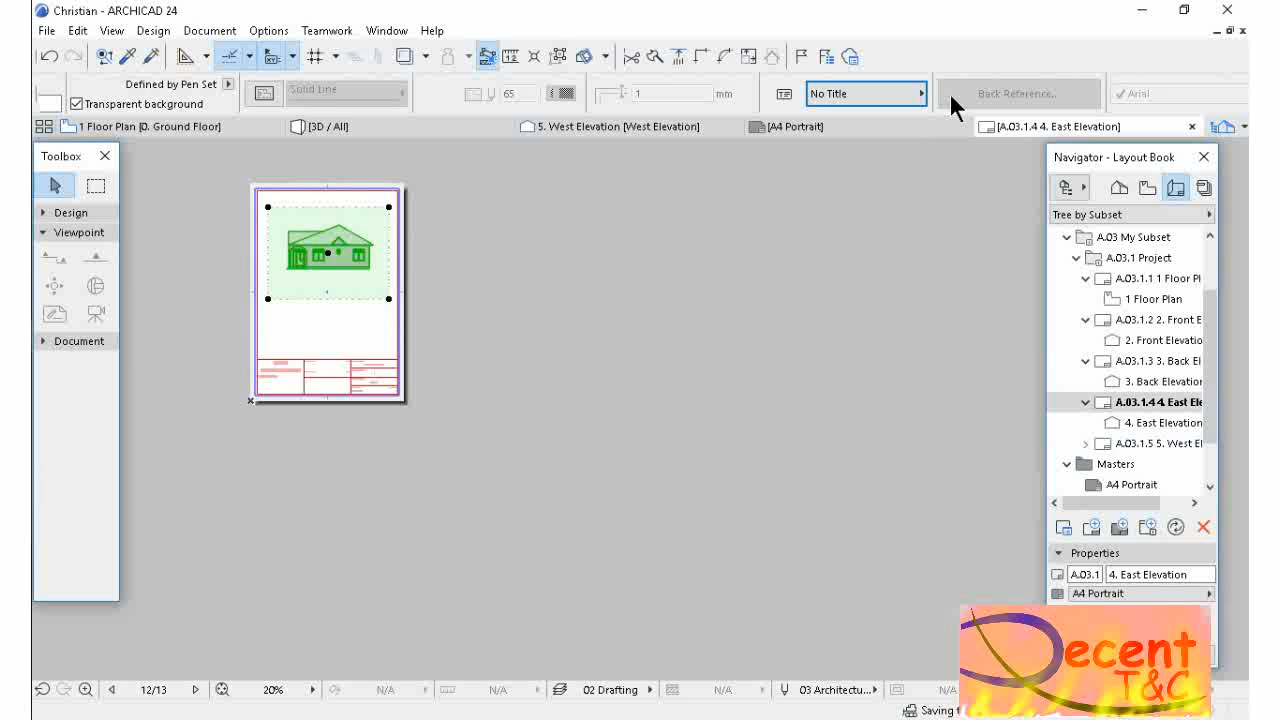 Christian - ARCHICAD 24
File Edit View Design Document Options Teamwork Window Help
Defined by Pen Set
Solid Line
65
1
mm
No Title
Back Reference...
Arial
Transparent background
1 Floor Plan [0. Ground Floor]
[3D / All]
5. West Elevation [West Elevation]
[A4 Portrait]
[A.03.1.4 4. East Elevation]
Toolbox
Design
Viewpoint
Document
Navigator - Layout Book
Tree by Subset
A.03 My Subset
A.03.1 Project
A.03.1.1 1 Floor Pl
1 Floor Plan
A.03.1.2 2. Front E
2. Front Elevatio
A.03.1.3 3. Back El
3. Back Elevation
A.03.1.4 4. East Ele
4. East Elevation
A.03.1.5 5. West El
Masters
A4 Portrait
Properties
A.03.1 4. East Elevation
A4 Portrait
Decent
T&C
12/13
20%
N/A
N/A
02 Drafting
N/A
03 Architectu...
N/A
Saving t